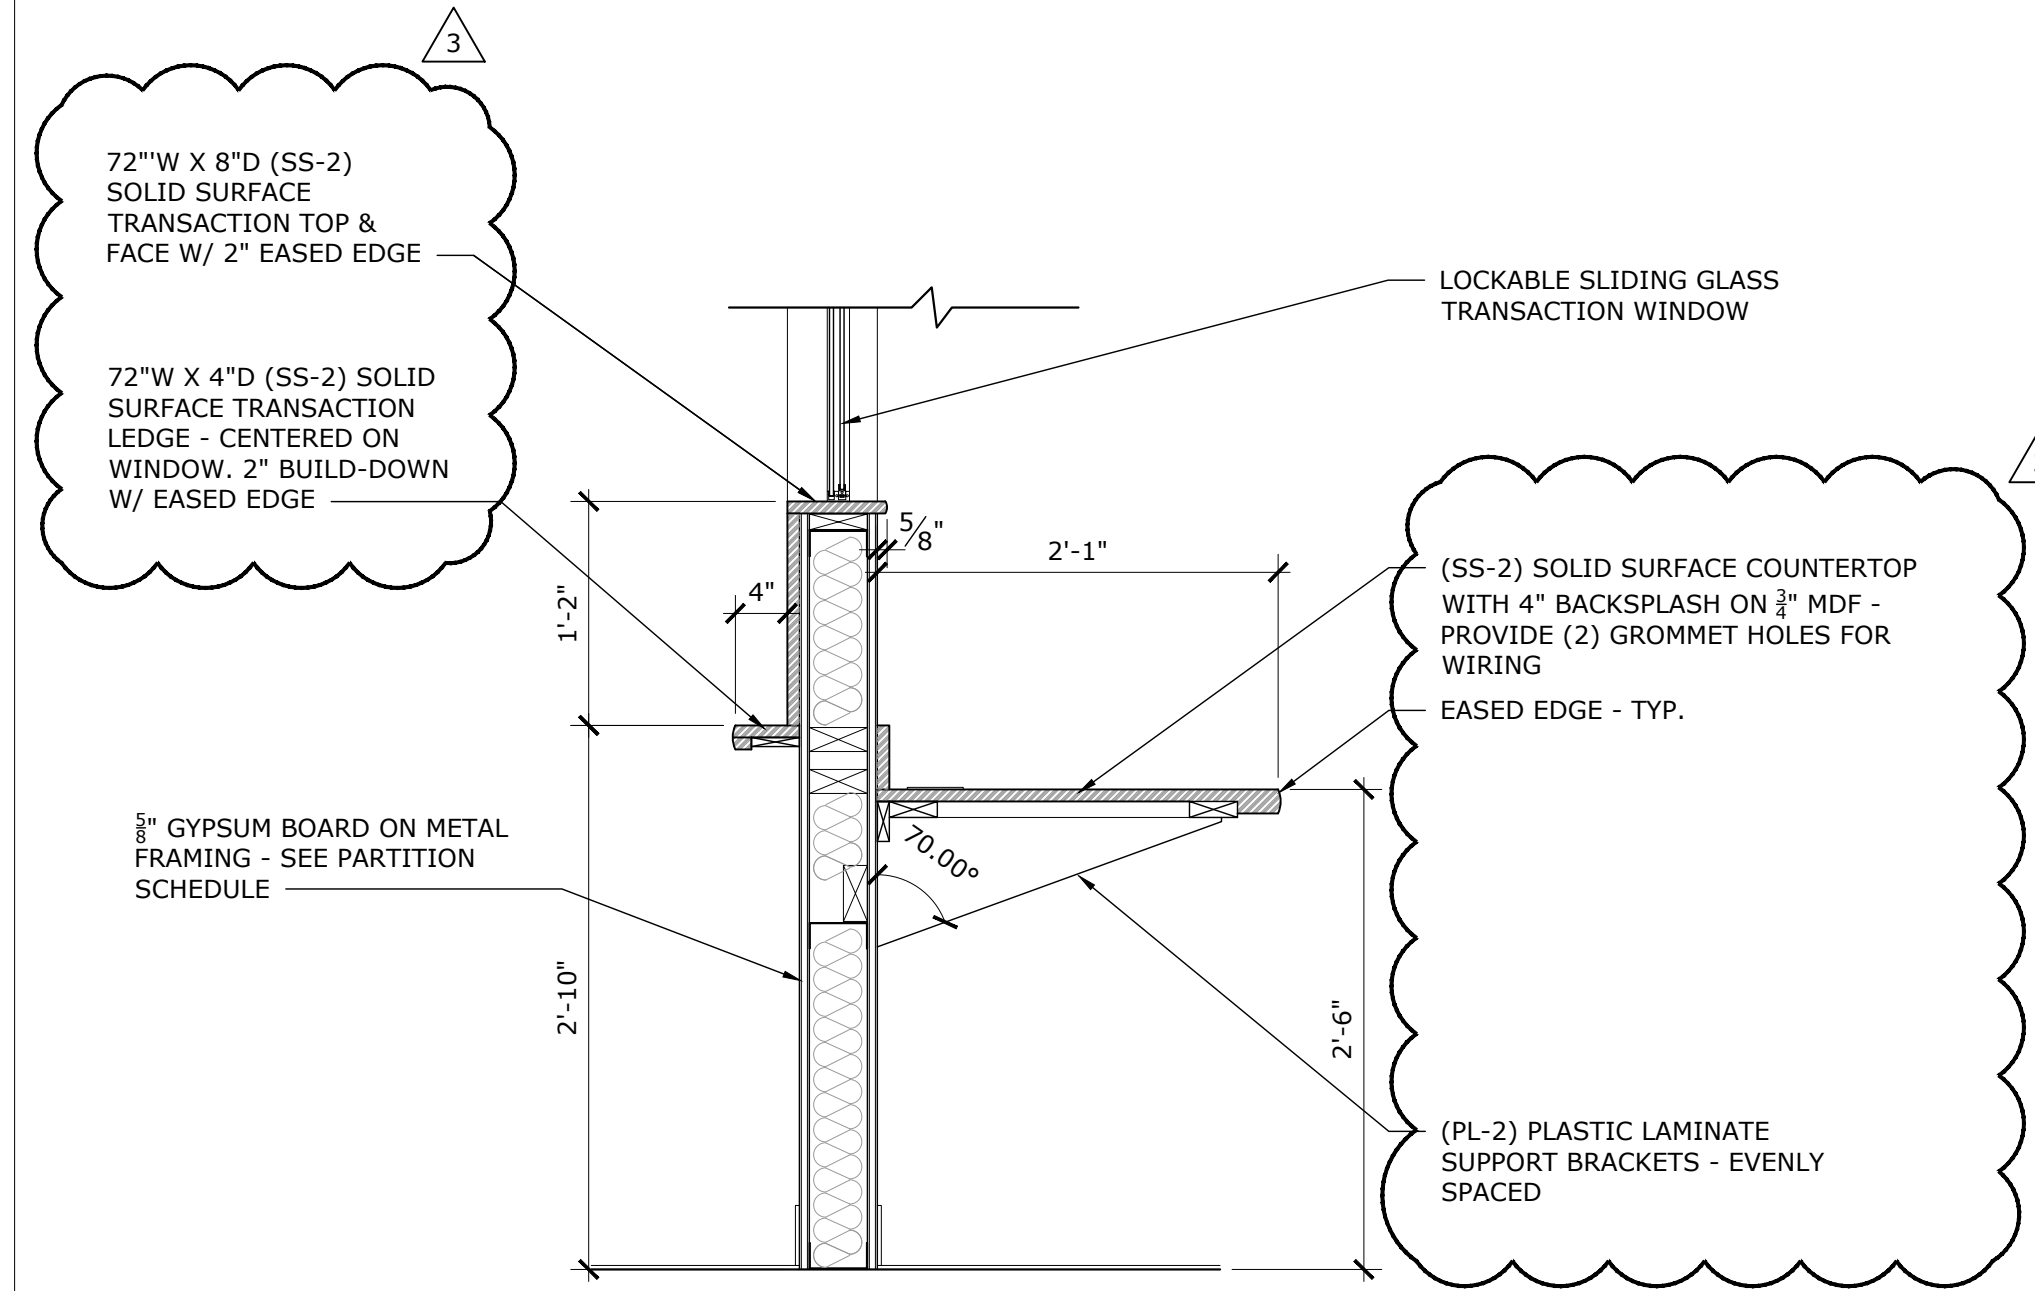 3
72"'W X 8"D (SS-2)
SOLID SURFACE
TRANSACTION TOP &
FACE W/ 2" EASED EDGE
72"W X 4"D (SS-2) SOLID
SURFACE TRANSACTION
LEDGE - CENTERED ON
WINDOW. 2" BUILD-DOWN
W/ EASED EDGE
LOCKABLE SLIDING GLASS
TRANSACTION WINDOW
5/8"
2'-1"
4"
1'-2"
(SS-2) SOLID SURFACE COUNTERTOP
WITH 4" BACKSPLASH ON 3/4" MDF -
PROVIDE (2) GROMMET HOLES FOR
WIRING
EASED EDGE - TYP.
5/8" GYPSUM BOARD ON METAL
FRAMING - SEE PARTITION
SCHEDULE
70.00°
2'-10"
2'-6"
(PL-2) PLASTIC LAMINATE
SUPPORT BRACKETS - EVENLY
SPACED